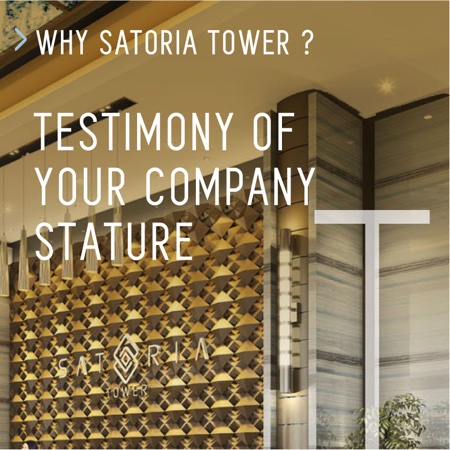 WHY SATORIA TOWER ?
TESTIMONY OF
YOUR COMPANY
STATURE
T
SATORIA
TOWER